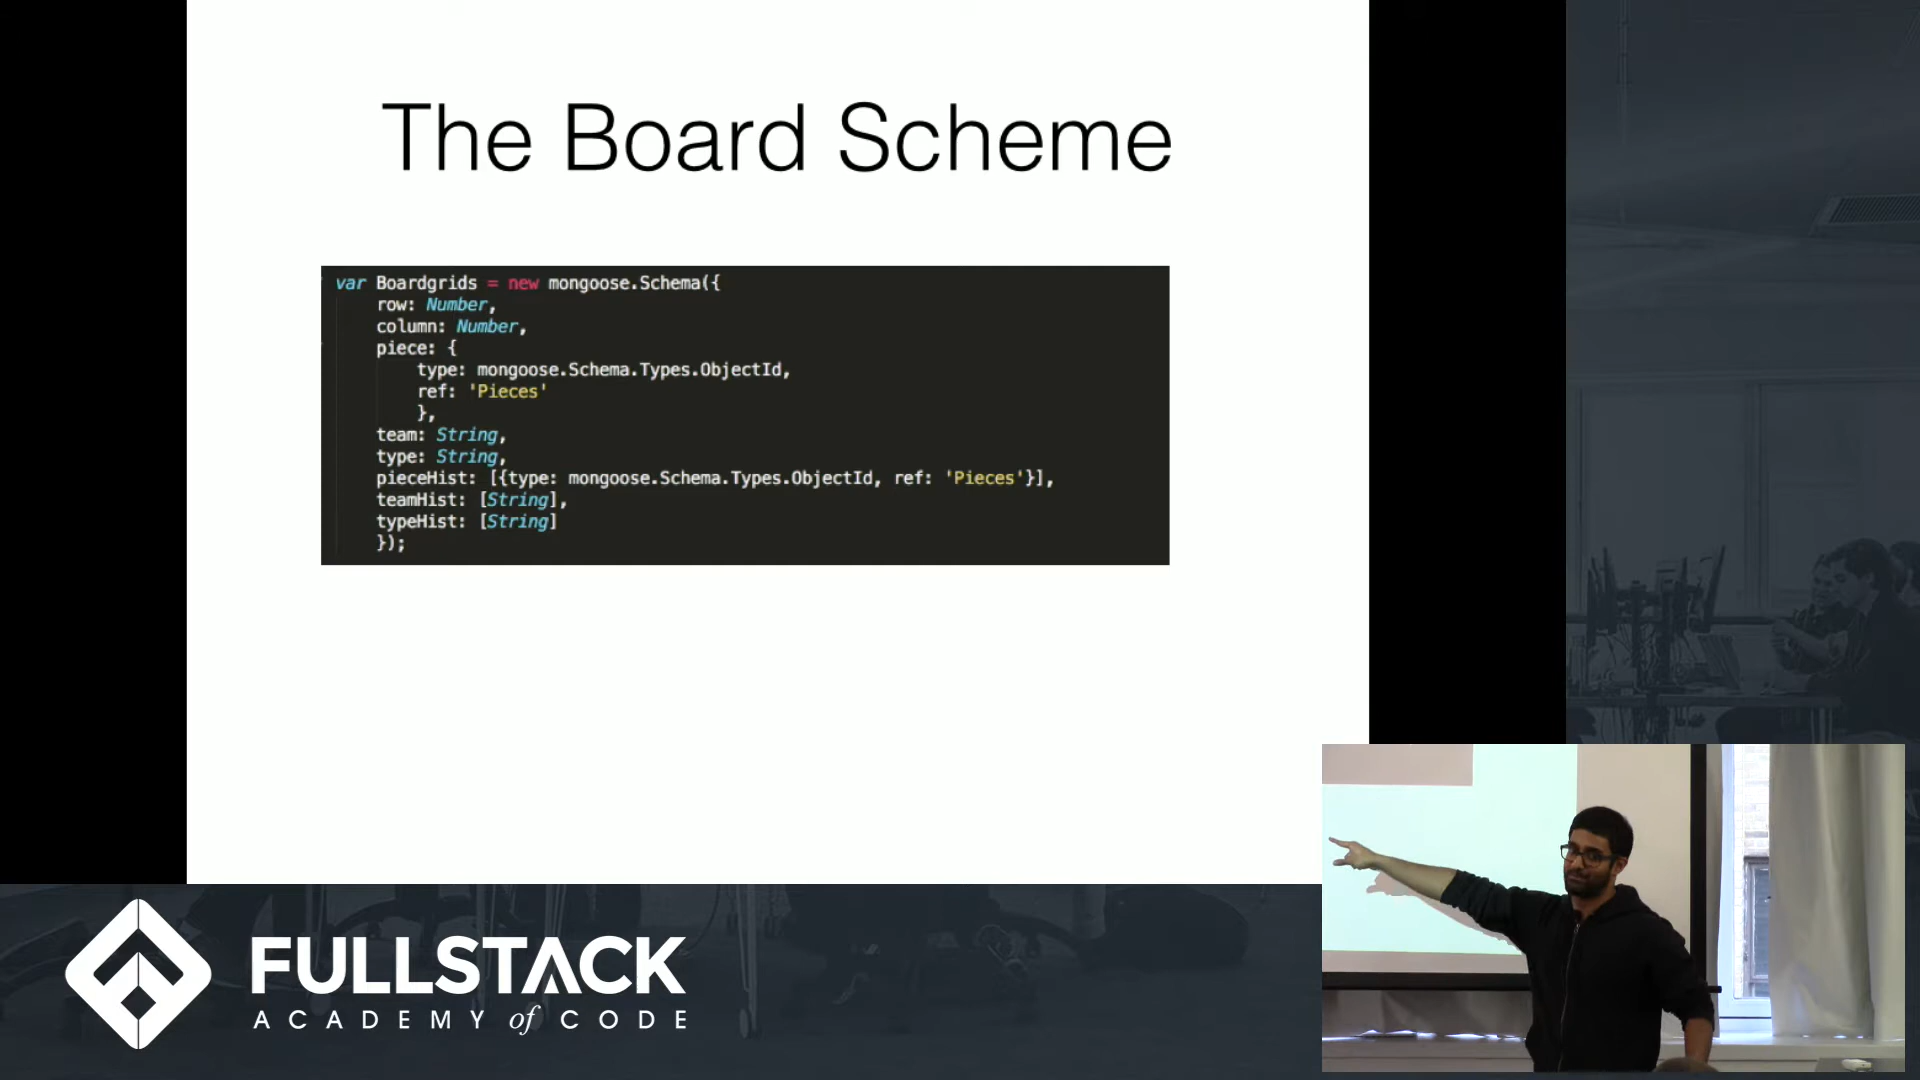 The Board Scheme
var Boardgrids = new mongoose.Schema({
row: Number,
column: Number,
piece: {
type: mongoose.Schema.Types.ObjectId,
ref: 'Pieces'
},
team: String,
type: String,
pieceHist: [{type: mongoose.Schema.Types.ObjectId, ref: 'Pieces'}],
teamHist: [String],
typeHist: [String]
});
FULLSTACK
ACADEMY of CODE